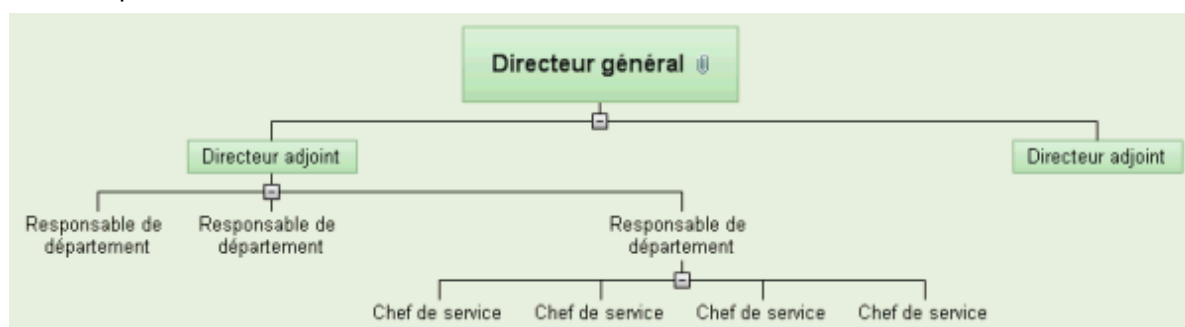 Directeur général
Directeur adjoint
Directeur adjoint
Responsable de
département
Responsable de
département
Responsable de
département
Chef de service
Chef de service
Chef de service
Chef de service